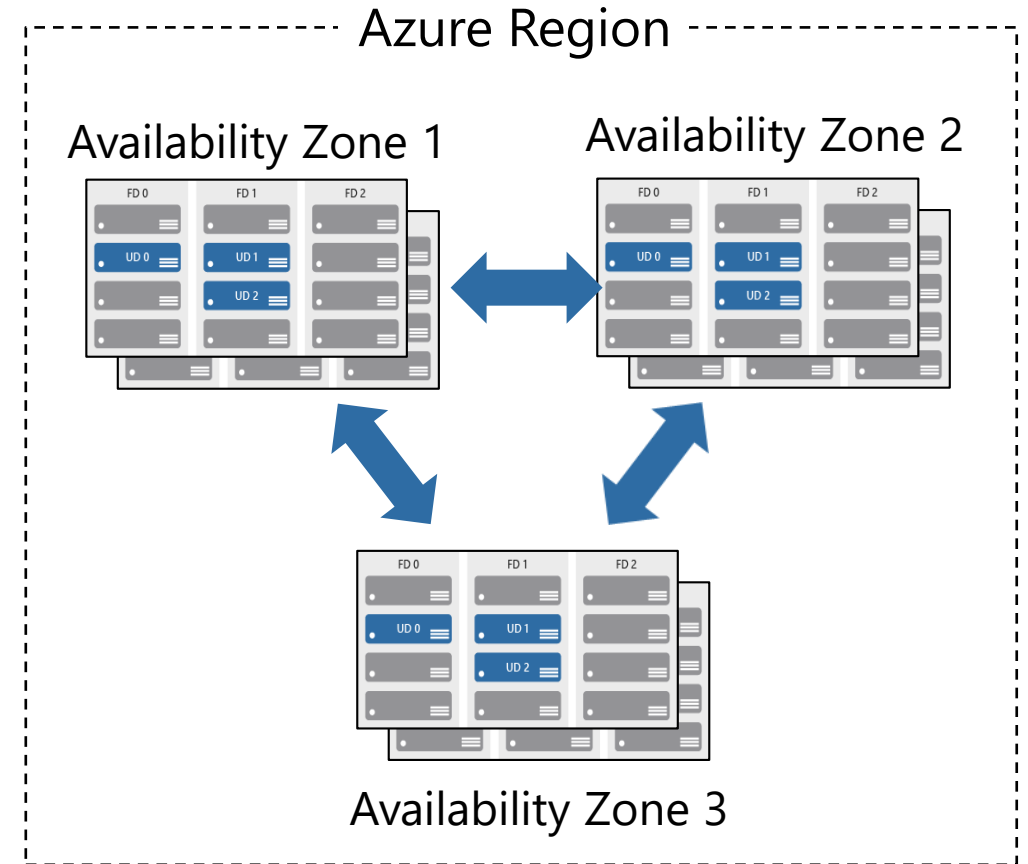 Azure Region
Availability Zone 1
FD 0 FD 1 FD 2
UD 0 UD 1
UD 2
Availability Zone 2
FD 0 FD 1 FD 2
UD 0 UD 1
UD 2
FD 0 FD 1 FD 2
UD 0 UD 1
UD 2
Availability Zone 3